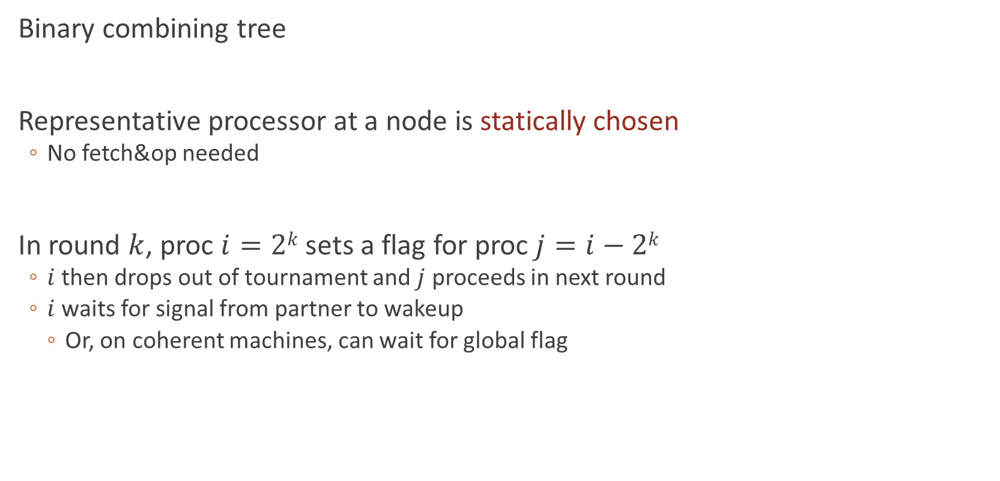 Binary combining tree
Representative processor at a node is statically chosen
◦ No fetch&op needed
In round k, proc i = 2^k sets a flag for proc j = i − 2^k
◦ i then drops out of tournament and j proceeds in next round
◦ i waits for signal from partner to wakeup
◦ Or, on coherent machines, can wait for global flag